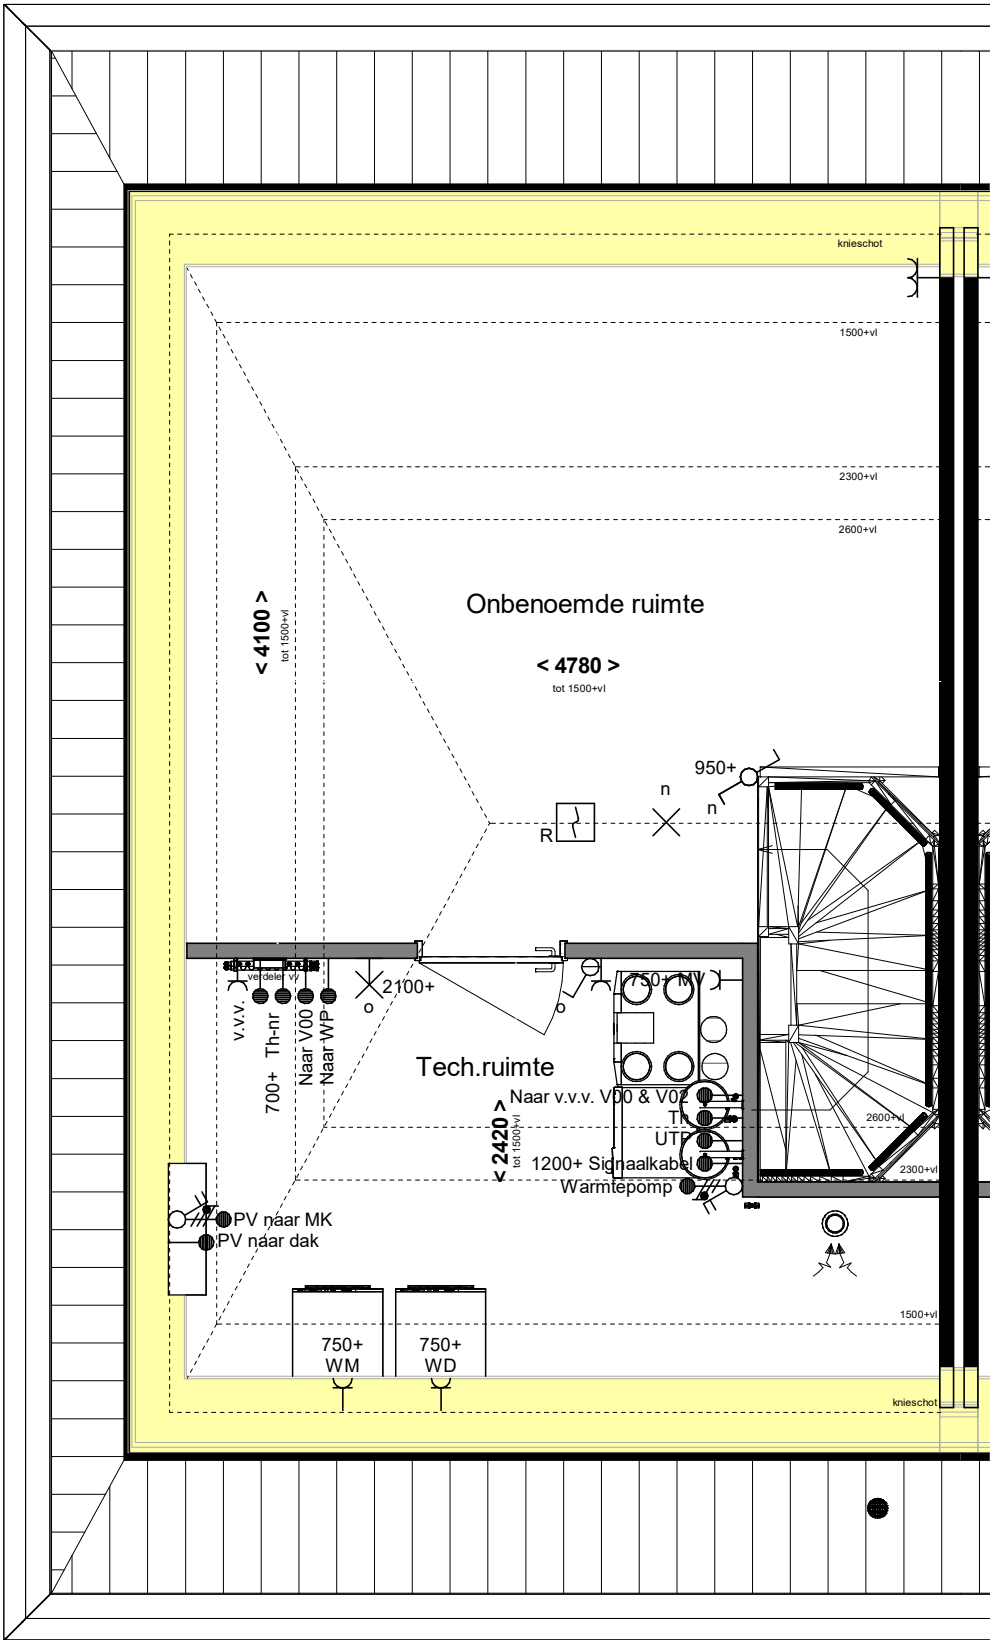 knieschot
1500+vl
2300+vl
2600+vl
Onbenoemde ruimte
< 4780 >
tot 1500+vl
< 4100 >
tot 1500+vl
950+
n
n
R
verdeler vv
v.v.v.
700+ Th-nr
Naar V00
Naar WP
2100+
o
o
750+ MV
Tech.ruimte
< 2420 >
tot 1500+vl
Naar v.v.v. V00 & V02
Th
UTP
1200+ Signaalkabel
Warmtepomp
2600+vl
2300+vl
PV naar MK
PV naar dak
1500+vl
750+
WM
750+
WD
knieschot